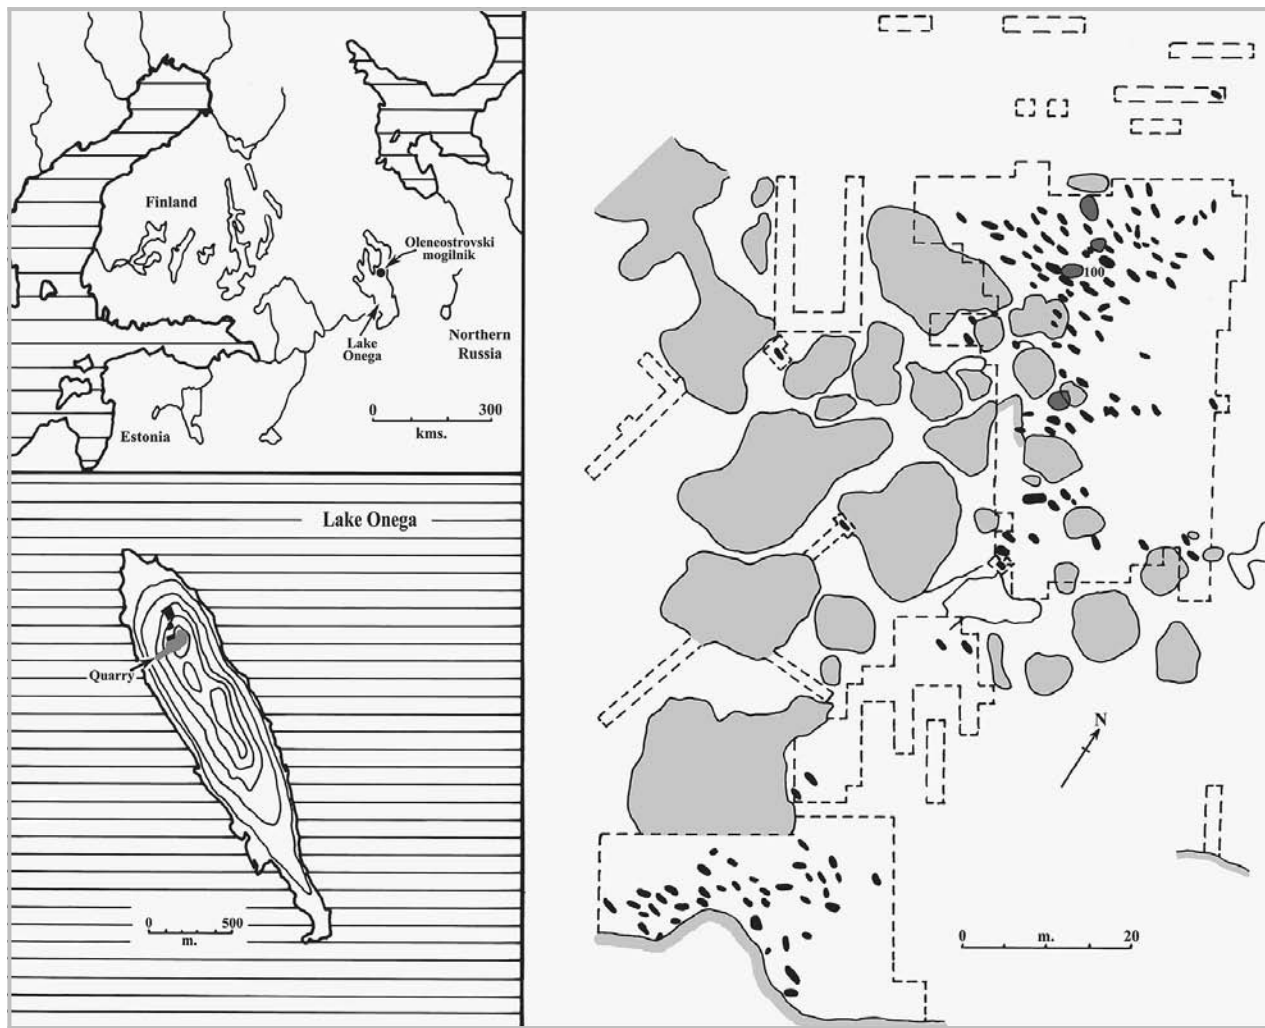 Finland
Oleneostrovski
mogilnik
Lake
Onega
Northern
Russia
0 300
kms.
Estonia
Lake Onega
Quarry
0 500
m.
100
N
0 m. 20